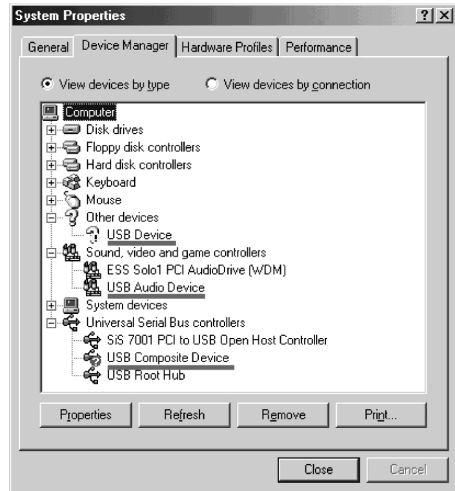 System Properties
General
Device Manager
Hardware Profiles
Performance
View devices by type
View devices by connection
Computer
Disk drives
Floppy disk controllers
Hard disk controllers
Keyboard
Mouse
Other devices
USB Device
Sound, video and game controllers
ESS Solo1 PCI AudioDrive (WDM)
USB Audio Device
System devices
Universal Serial Bus controllers
SiS 7001 PCI to USB Open Host Controller
USB Composite Device
USB Root Hub
Properties
Refresh
Remove
Print...
Close
Cancel